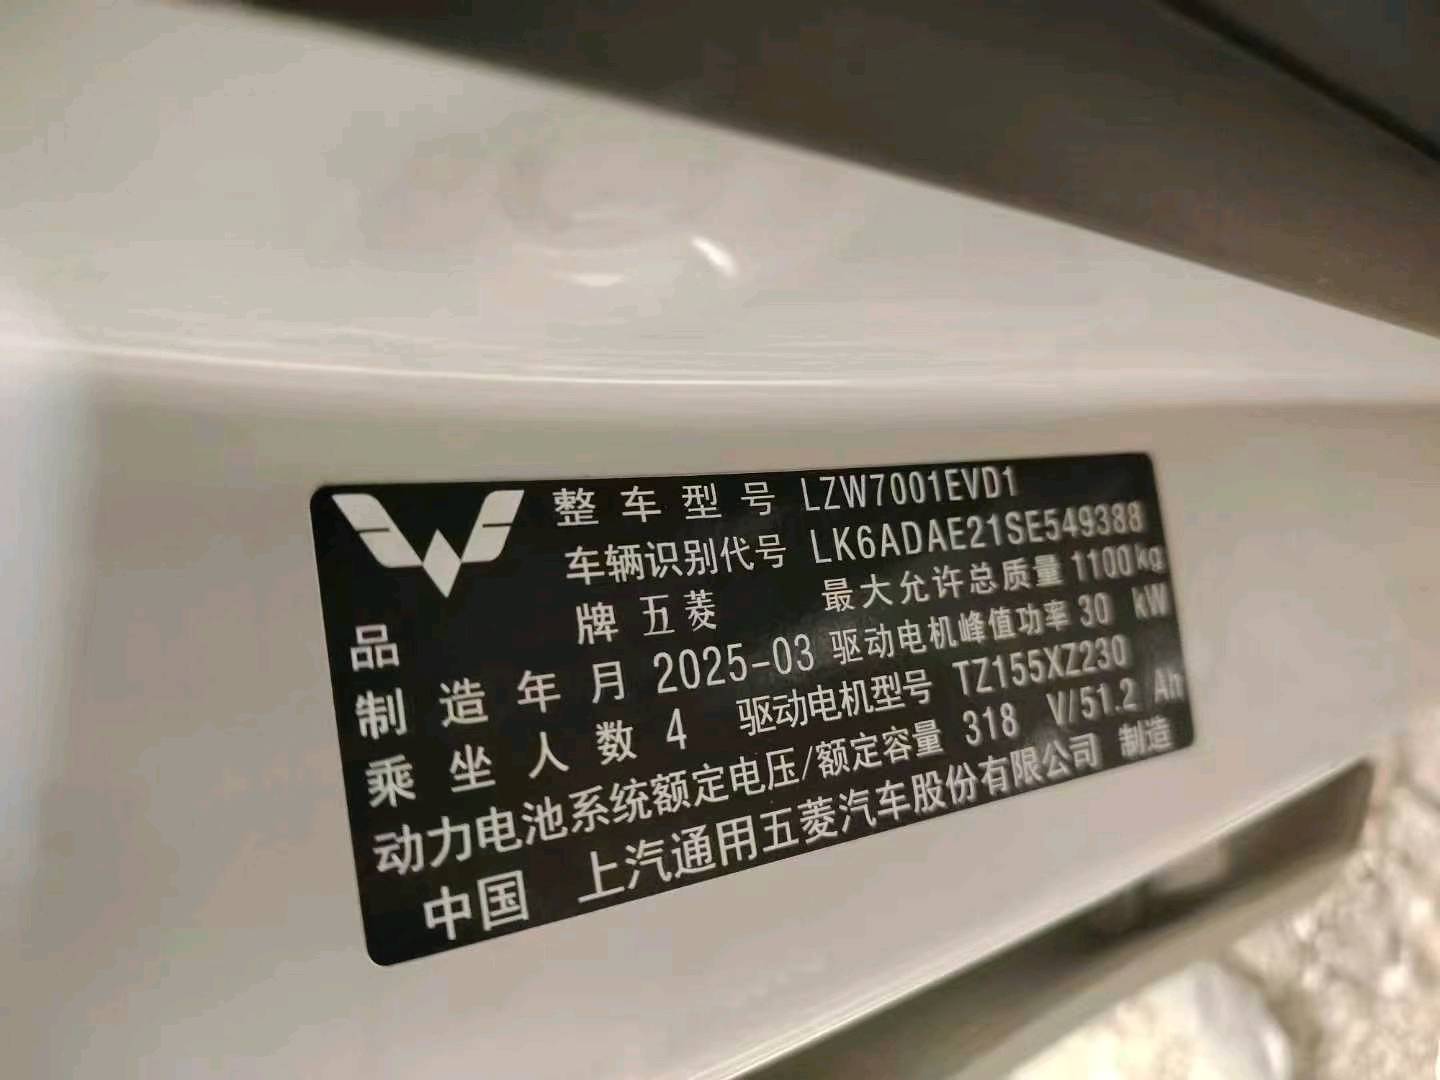 整车型号 LZW7001EVD1
车辆识别代号 LK6ADAE21SE549388
品牌 五菱 最大允许总质量 1100 kg
制造年月 2025-03 驱动电机峰值功率 30 kW
乘坐人数 4 驱动电机型号 TZ155XZ230
动力电池系统额定电压/额定容量 318 V/51.2 Ah
中国 上汽通用五菱汽车股份有限公司 制造